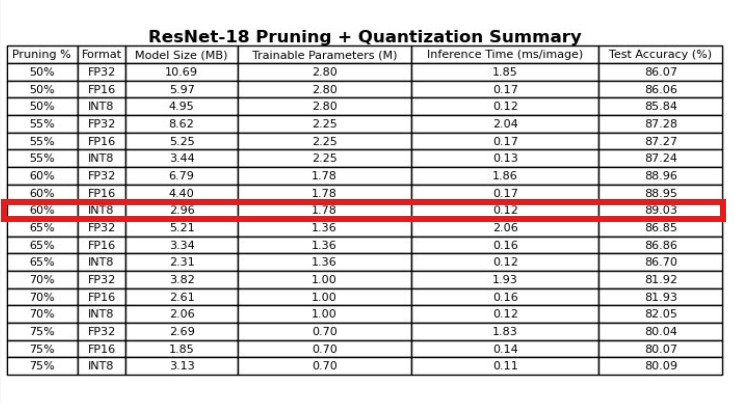 ResNet-18 Pruning + Quantization Summary
Pruning % Format Model Size (MB) Trainable Parameters (M) Inference Time (ms/image) Test Accuracy (%)
50% FP32 10.69 2.80 1.85 86.07
50% FP16 5.97 2.80 0.17 86.06
50% INT8 4.95 2.80 0.12 85.84
55% FP32 8.62 2.25 2.04 87.28
55% FP16 5.25 2.25 0.17 87.27
55% INT8 3.44 2.25 0.13 87.24
60% FP32 6.79 1.78 1.86 88.96
60% FP16 4.40 1.78 0.17 88.95
60% INT8 2.96 1.78 0.12 89.03
65% FP32 5.21 1.36 2.06 86.85
65% FP16 3.34 1.36 0.16 86.86
65% INT8 2.31 1.36 0.12 86.70
70% FP32 3.82 1.00 1.93 81.92
70% FP16 2.61 1.00 0.16 81.93
70% INT8 2.06 1.00 0.12 82.05
75% FP32 2.69 0.70 1.83 80.04
75% FP16 1.85 0.70 0.14 80.07
75% INT8 3.13 0.70 0.11 80.09